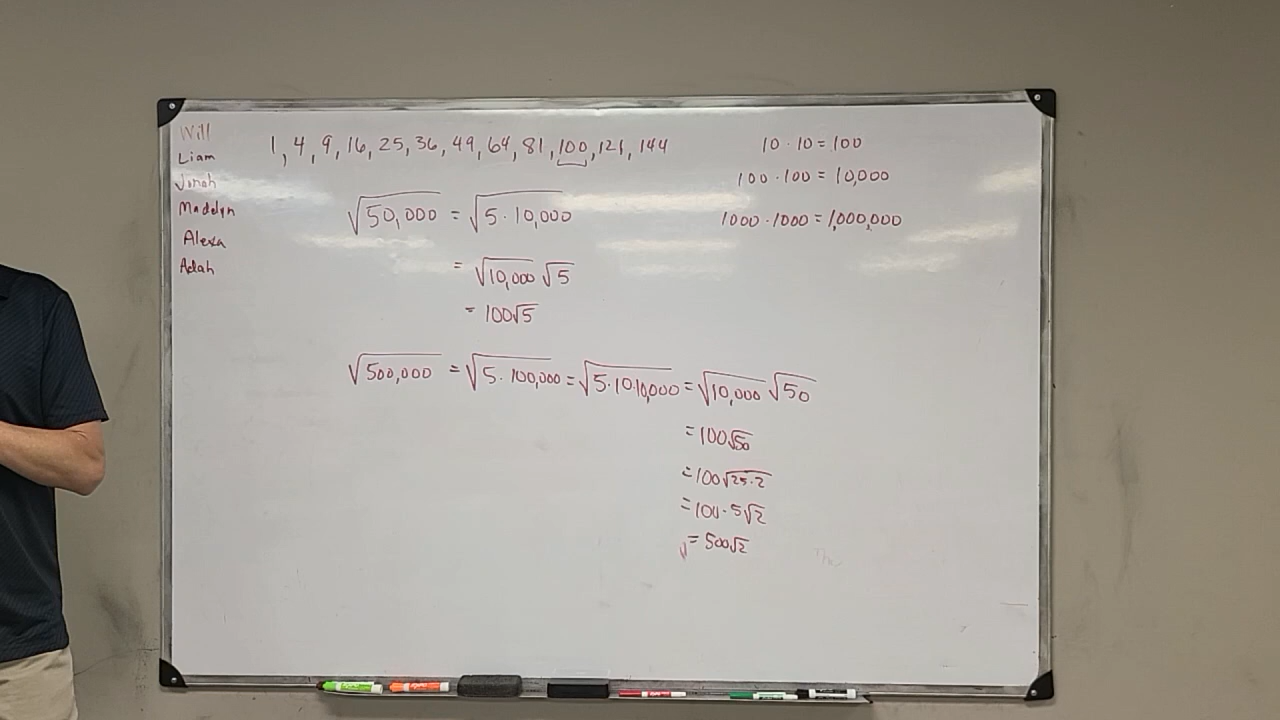 Will
Liam
Jonah
Madelyn
Alexa
Adah
1, 4, 9, 16, 25, 36, 49, 64, 81, 100, 121, 144
10 · 10 = 100
100 · 100 = 10,000
1000 · 1000 = 1,000,000
√50,000 = √5 · 10,000
= √10,000 √5
= 100√5
√500,000 = √5 · 100,000 = √5·10·10,000 = √10,000 √50
= 100√50
= 100√25·2
= 100·5√2
= 500√2